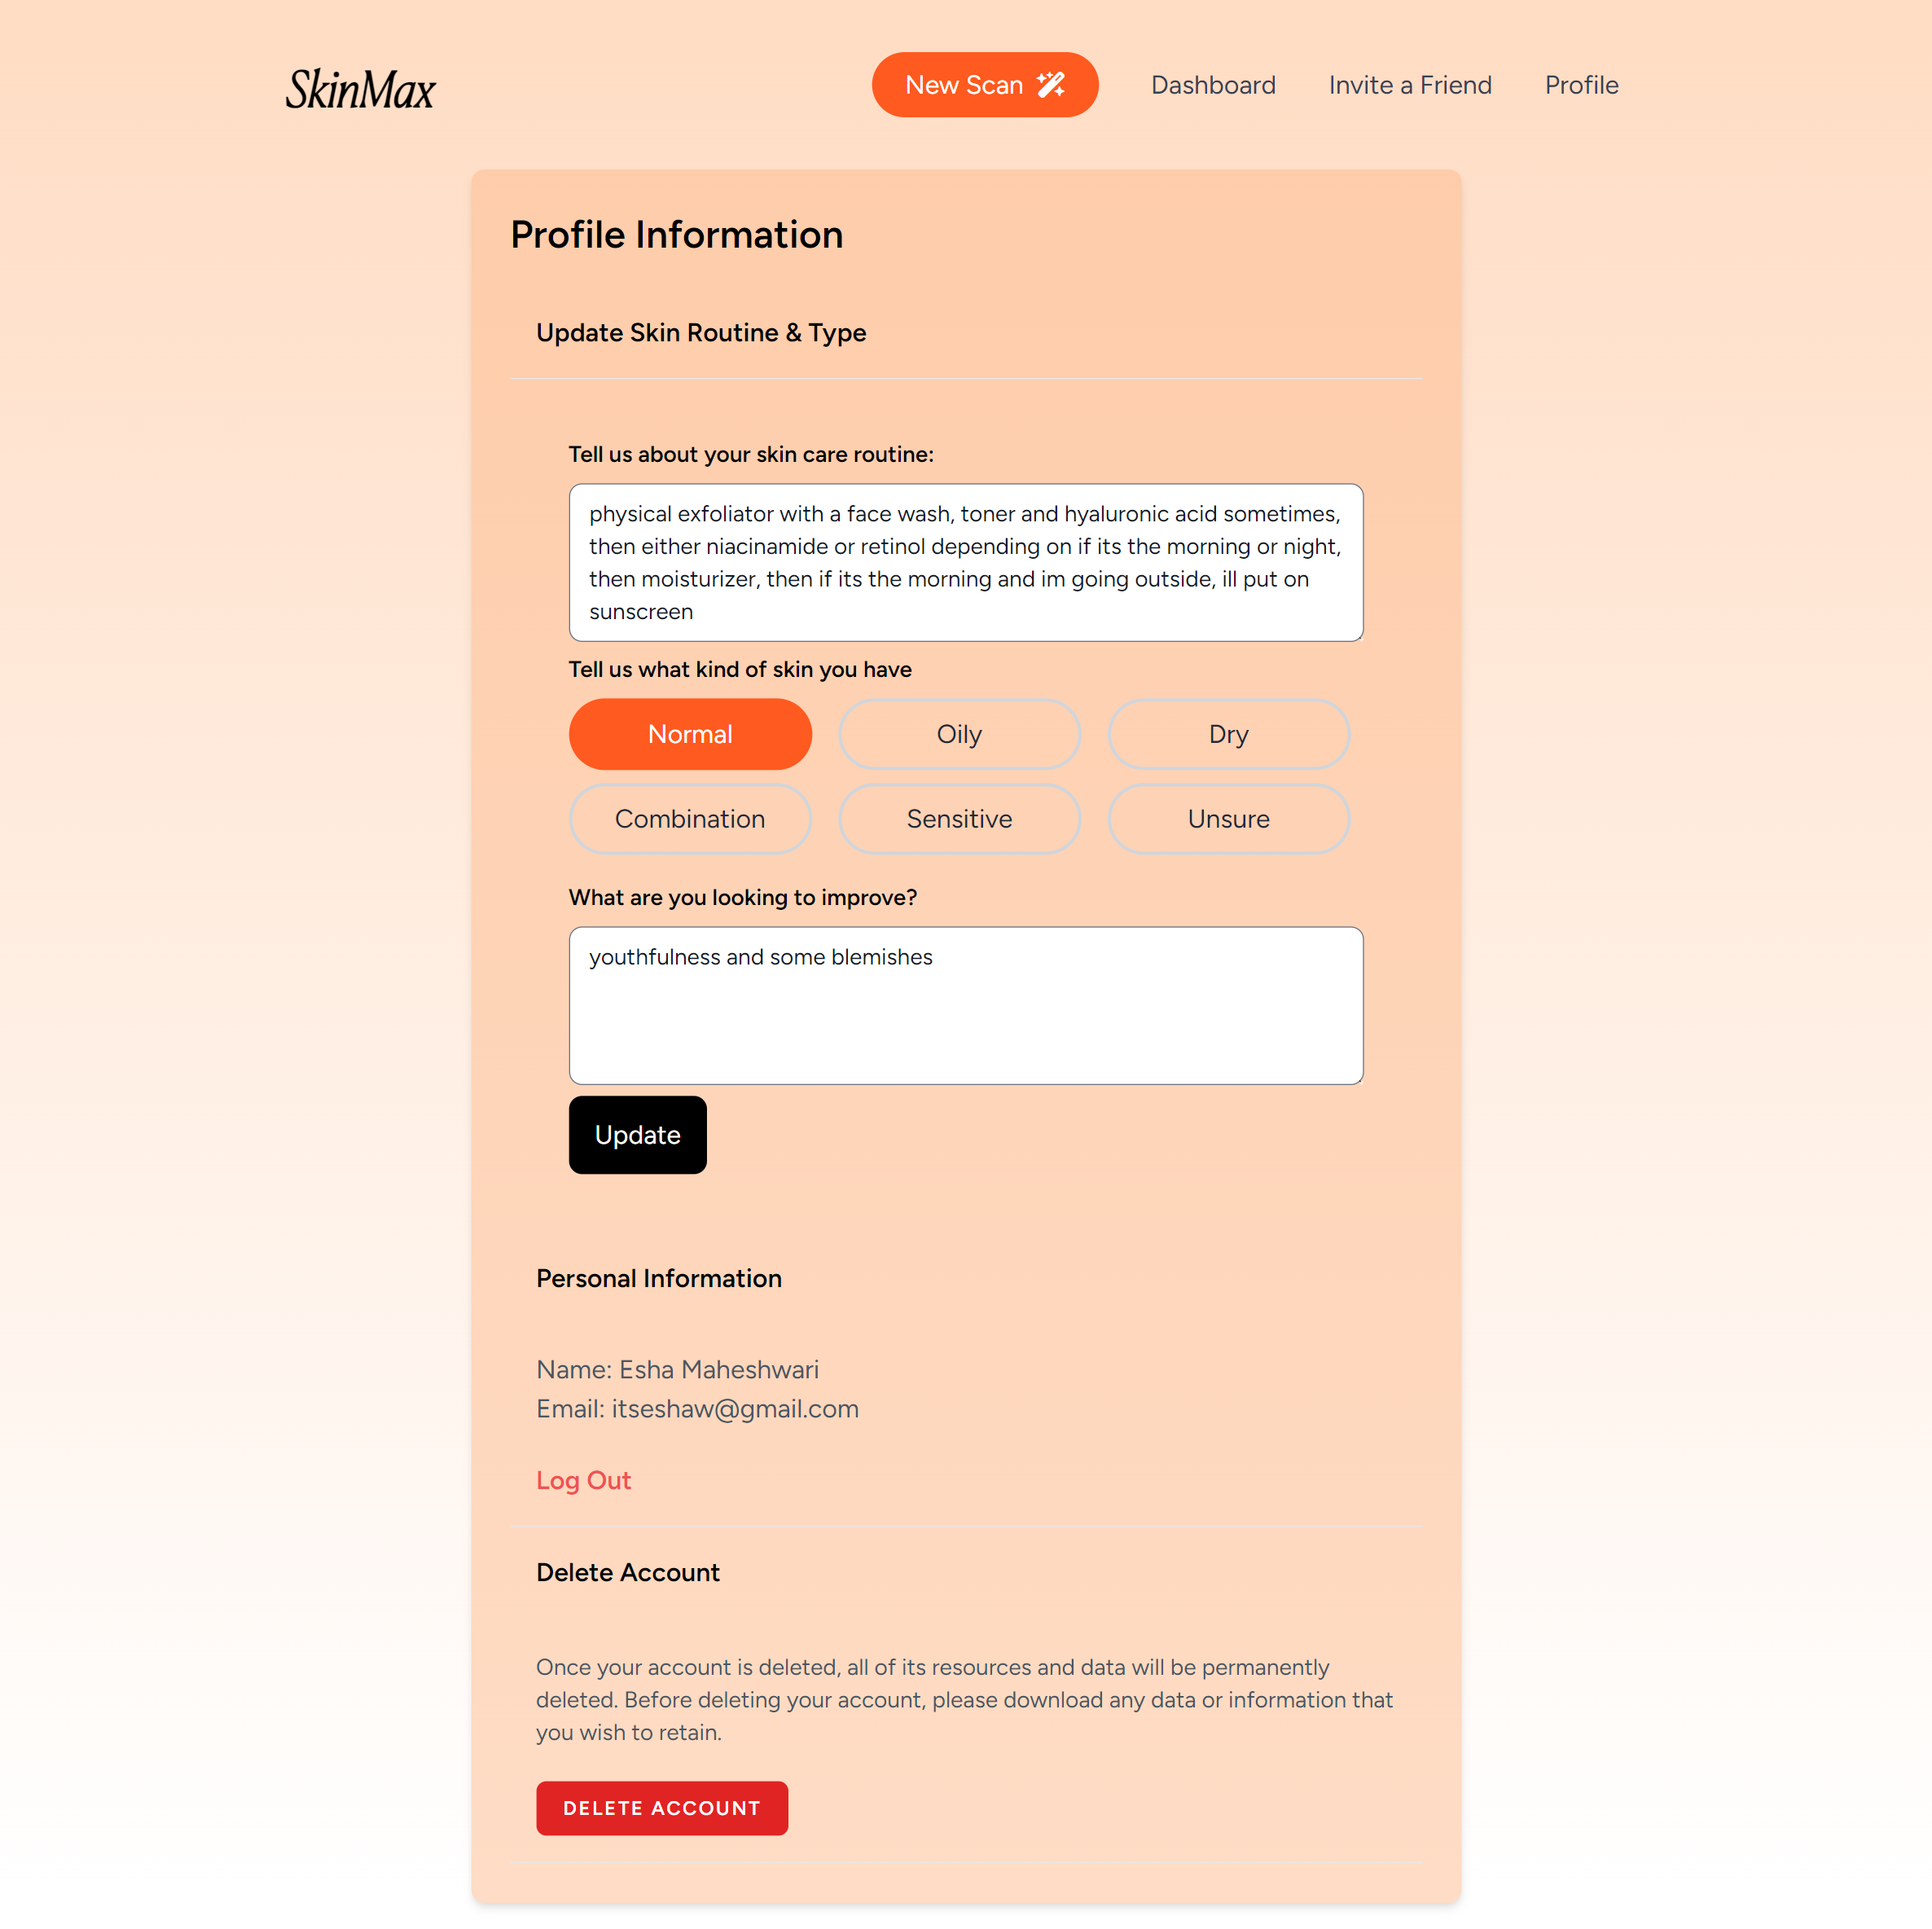 SkinMax
New Scan
Dashboard
Invite a Friend
Profile
Profile Information
Update Skin Routine & Type
Tell us about your skin care routine:
physical exfoliator with a face wash, toner and hyaluronic acid sometimes,
then either niacinamide or retinol depending on if its the morning or night,
then moisturizer, then if its the morning and im going outside, ill put on
sunscreen
Tell us what kind of skin you have
Normal
Oily
Dry
Combination
Sensitive
Unsure
What are you looking to improve?
youthfulness and some blemishes
Update
Personal Information
Name: Esha Maheshwari
Email: itseshaw@gmail.com
Log Out
Delete Account
Once your account is deleted, all of its resources and data will be permanently
deleted. Before deleting your account, please download any data or information that
you wish to retain.
DELETE ACCOUNT